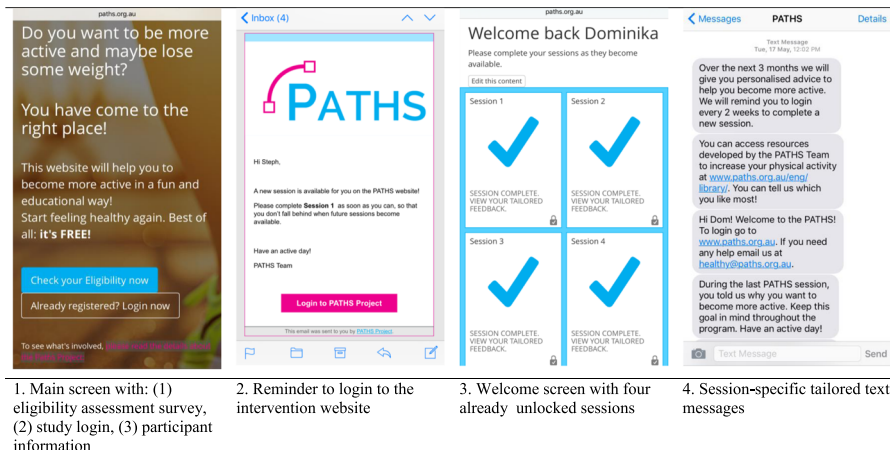 paths.org.au
Do you want to be more
active and maybe lose
some weight?
You have come to the
right place!
This website will help you to
become more active in a fun and
educational way!
Start feeling healthy again. Best of
all: it's FREE!
Check your Eligibility now
Already registered? Login now
To see what's involved,
Inbox (4)
PATHS
Hi Steph,
A new session is available for you on the PATHS website!
Please complete Session 1 as soon as you can, so that
you don't fall behind when future sessions become
available.
Have an active day!
PATHS Team
Login to PATHS Project
This email was sent to you by PATHS Project.
paths.org.au
Welcome back Dominika
Please complete your sessions as they become
available.
Edit this content
Session 1
SESSION COMPLETE.
VIEW YOUR TAILORED
FEEDBACK.
Session 2
SESSION COMPLETE.
VIEW YOUR TAILORED
FEEDBACK.
Session 3
SESSION COMPLETE.
VIEW YOUR TAILORED
FEEDBACK.
Session 4
SESSION COMPLETE.
VIEW YOUR TAILORED
FEEDBACK.
Messages PATHS Details
Text Message
Tue, 17 May, 12:02 PM
Over the next 3 months we will
give you personalised advice to
help you become more active.
We will remind you to login
every 2 weeks to complete a
new session.
You can access resources
developed by the PATHS Team
to increase your physical activity
at www.paths.org.au/eng/
library/. You can tell us which
you like most!
Hi Dom! Welcome to the PATHS!
To login go to
www.paths.org.au. If you need
any help email us at
healthy@paths.org.au.
During the last PATHS session,
you told us why you want to
become more active. Keep this
goal in mind throughout the
program. Have an active day!
Text Message Send
1. Main screen with: (1)
eligibility assessment survey,
(2) study login, (3) participant
information
2. Reminder to login to the
intervention website
3. Welcome screen with four
already unlocked sessions
4. Session-specific tailored text
messages